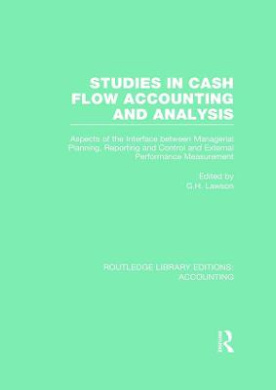 STUDIES IN CASH
FLOW ACCOUNTING
AND ANALYSIS
Aspects of the Interface between Managerial
Planning, Reporting and Control and External
Performance Measurement
Edited by
G.H. Lawson
ROUTLEDGE LIBRARY EDITIONS:
ACCOUNTING
R
ROUTLEDGE